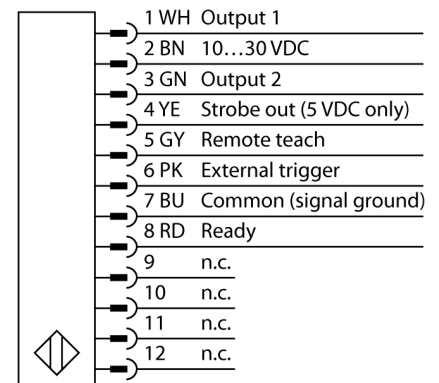 1 WH Output 1
2 BN 10…30 VDC
3 GN Output 2
4 YE Strobe out (5 VDC only)
5 GY Remote teach
6 PK External trigger
7 BU Common (signal ground)
8 RD Ready
9 n.c.
10 n.c.
11 n.c.
12 n.c.